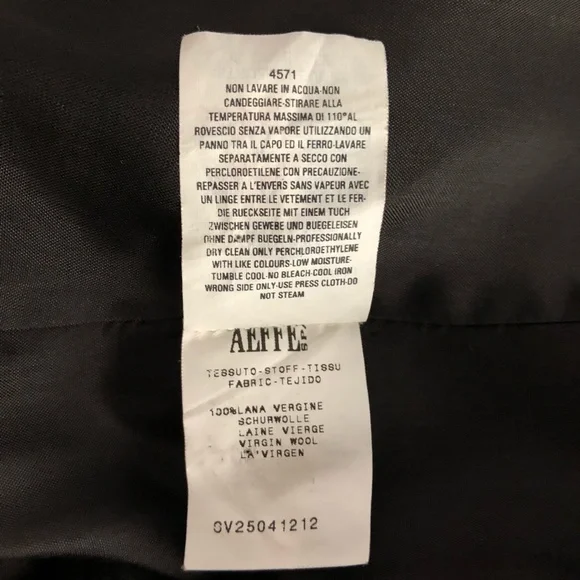 4571
NON LAVARE IN ACQUA-NON
CANDEGGIARE-STIRARE ALLA
TEMPERATURA MASSIMA DI 110°AL
ROVESCIO SENZA VAPORE UTILIZZANDO UN
PANNO TRA IL CAPO ED IL FERRO-LAVARE
SEPARATAMENTE A SECCO CON
PERCLOROETILENE CON PRECAUZIONE-
REPASSER A L'ENVERS SANS VAPEUR AVEC
UN LINGE ENTRE LE VETEMENT ET LE FER-
DIE RUECKSEITE MIT EINEM TUCH
ZWISCHEN GEWEBE UND BUEGELEISEN
OHNE DAMPF BUEGELN-PROFESSIONALLY
DRY CLEAN ONLY PERCHLOROETHYLENE
WITH LIKE COLOURS-LOW MOISTURE-
TUMBLE COOL-NO BLEACH-COOL IRON
WRONG SIDE ONLY-USE PRESS CLOTH-DO
NOT STEAM
AEFFE SPA
TESSUTO-STOFF-TISSU
FABRIC-TEJIDO
100%LANA VERGINE
SCHURWOLLE
LAINE VIERGE
VIRGIN WOOL
LA'VIRGEN
SV25041212